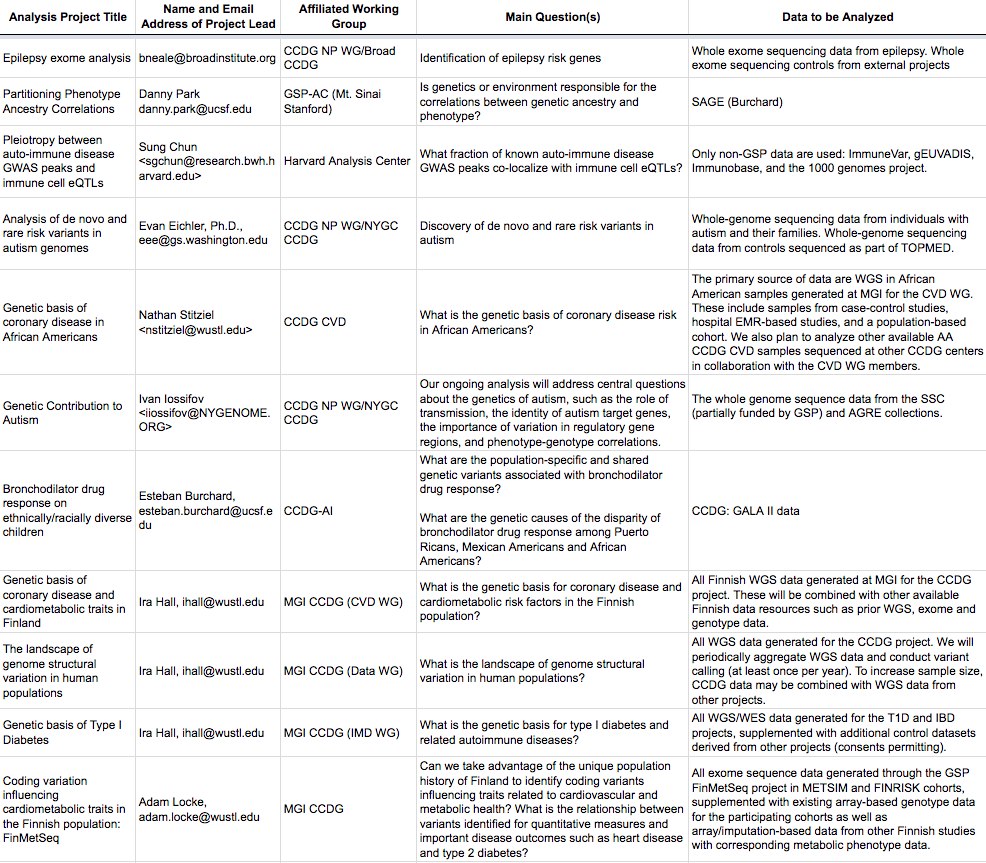 Analysis Project Title
Name and Email
Address of Project Lead
Affiliated Working
Group
Main Question(s)
Data to be Analyzed
Epilepsy exome analysis
bneale@broadinstitute.org
CCDG NP WG/Broad
CCDG
Identification of epilepsy risk genes
Whole exome sequencing data from epilepsy. Whole
exome sequencing controls from external projects
Partitioning Phenotype
Ancestry Correlations
Danny Park
danny.park@ucsf.edu
GSP-AC (Mt. Sinai
Stanford)
Is genetics or environment responsible for the
correlations between genetic ancestry and
phenotype?
SAGE (Burchard)
Pleiotropy between
auto-immune disease
GWAS peaks and
immune cell eQTLs
Sung Chun
<sgchun@research.bwh.h
arvard.edu>
Harvard Analysis Center
What fraction of known auto-immune disease
GWAS peaks co-localize with immune cell eQTLs?
Only non-GSP data are used: ImmuneVar, gEUVADIS,
Immunobase, and the 1000 genomes project.
Analysis of de novo and
rare risk variants in
autism genomes
Evan Eichler, Ph.D.,
eee@gs.washington.edu
CCDG NP WG/NYGC
CCDG
Discovery of de novo and rare risk variants in
autism
Whole-genome sequencing data from individuals with
autism and their families. Whole-genome sequencing
data from controls sequenced as part of TOPMED.
Genetic basis of
coronary disease in
African Americans
Nathan Stitziel
<nstitziel@wustl.edu>
CCDG CVD
What is the genetic basis of coronary disease risk
in African Americans?
The primary source of data are WGS in African
American samples generated at MGI for the CVD WG.
These include samples from case-control studies,
hospital EMR-based studies, and a population-based
cohort. We also plan to analyze other available AA
CCDG CVD samples sequenced at other CCDG centers
in collaboration with the CVD WG members.
Genetic Contribution to
Autism
Ivan Iossifov
<iiossifov@NYGENOME.
ORG>
CCDG NP WG/NYGC
CCDG
Our ongoing analysis will address central questions
about the genetics of autism, such as the role of
transmission, the identity of autism target genes,
the importance of variation in regulatory gene
regions, and phenotype-genotype correlations.
The whole genome sequence data from the SSC
(partially funded by GSP) and AGRE collections.
Bronchodilator drug
response on
ethnically/racially diverse
children
Esteban Burchard,
esteban.burchard@ucsf.e
du
CCDG-AI
What are the population-specific and shared
genetic variants associated with bronchodilator
drug response?
What are the genetic causes of the disparity of
bronchodilator drug response among Puerto
Ricans, Mexican Americans and African
Americans?
CCDG: GALA II data
Genetic basis of
coronary disease and
cardiometabolic traits in
Finland
Ira Hall, ihall@wustl.edu
MGI CCDG (CVD WG)
What is the genetic basis for coronary disease and
cardiometabolic risk factors in the Finnish
population?
All Finnish WGS data generated at MGI for the CCDG
project. These will be combined with other available
Finnish data resources such as prior WGS, exome and
genotype data.
The landscape of
genome structural
variation in human
populations
Ira Hall, ihall@wustl.edu
MGI CCDG (Data WG)
What is the landscape of genome structural
variation in human populations?
All WGS data generated for the CCDG project. We will
periodically aggregate WGS data and conduct variant
calling (at least once per year). To increase sample size,
CCDG data may be combined with WGS data from
other projects.
Genetic basis of Type I
Diabetes
Ira Hall, ihall@wustl.edu
MGI CCDG (IMD WG)
What is the genetic basis for type I diabetes and
related autoimmune diseases?
All WGS/WES data generated for the T1D and IBD
projects, supplemented with additional control datasets
derived from other projects (consents permitting).
Coding variation
influencing
cardiometabolic traits in
the Finnish population:
FinMetSeq
Adam Locke,
adam.locke@wustl.edu
MGI CCDG
Can we take advantage of the unique population
history of Finland to identify coding variants
influencing traits related to cardiovascular and
metabolic health? What is the relationship between
variants identified for quantitative measures and
important disease outcomes such as heart disease
and type 2 diabetes?
All exome sequence data generated through the GSP
FinMetSeq project in METSIM and FINRISK cohorts,
supplemented with existing array-based genotype data
for the participating cohorts as well as
array/imputation-based data from other Finnish studies
with corresponding metabolic phenotype data.